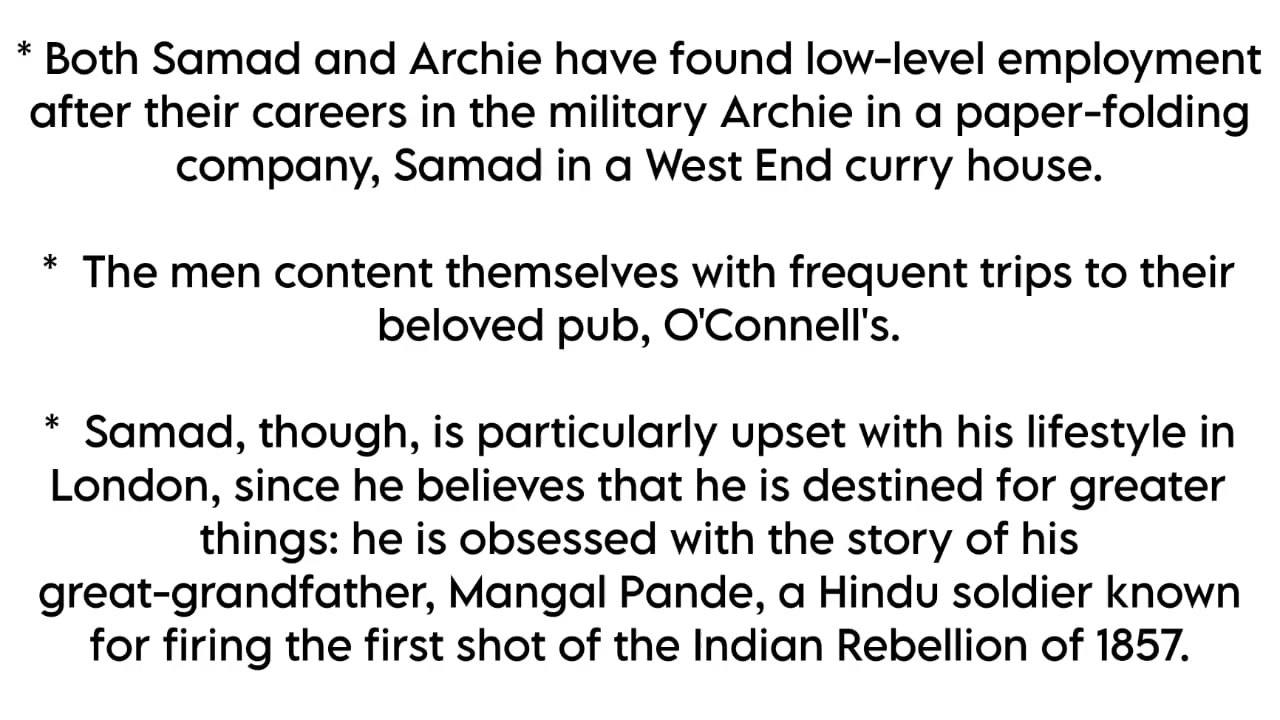 * Both Samad and Archie have found low-level employment
after their careers in the military Archie in a paper-folding
company, Samad in a West End curry house.
* The men content themselves with frequent trips to their
beloved pub, O'Connell's.
* Samad, though, is particularly upset with his lifestyle in
London, since he believes that he is destined for greater
things: he is obsessed with the story of his
great-grandfather, Mangal Pande, a Hindu soldier known
for firing the first shot of the Indian Rebellion of 1857.